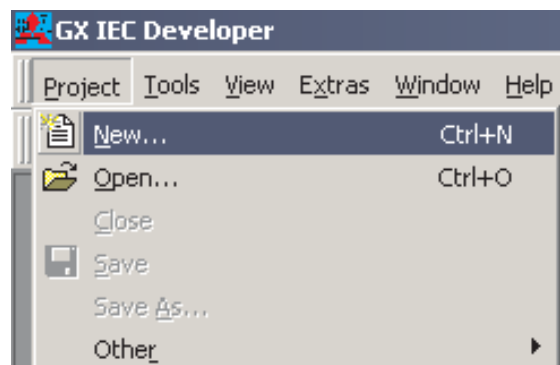 GX IEC Developer
Project Tools View Extras Window Help
New... Ctrl+N
Open... Ctrl+O
Close
Save
Save As...
Other